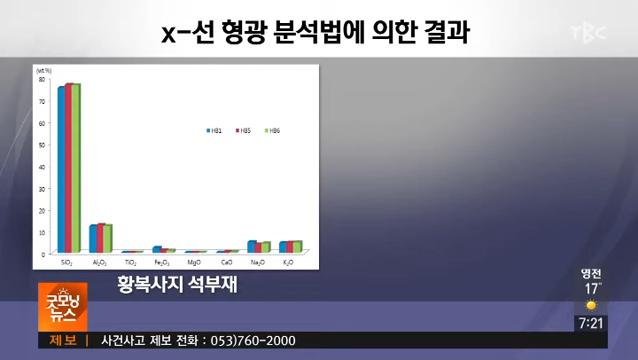 x-선 형광 분석법에 의한 결과
TBC
(wt.%)
80
70
60
50
40
30
20
10
0
HB1 HB5 HB6
SiO₂ Al₂O₃ TiO₂ Fe₂O₃ MgO CaO Na₂O K₂O
황복사지 석부재
영천
17°
7:21
굿모닝
뉴스
제보 사건사고 제보 전화 : 053)760-2000